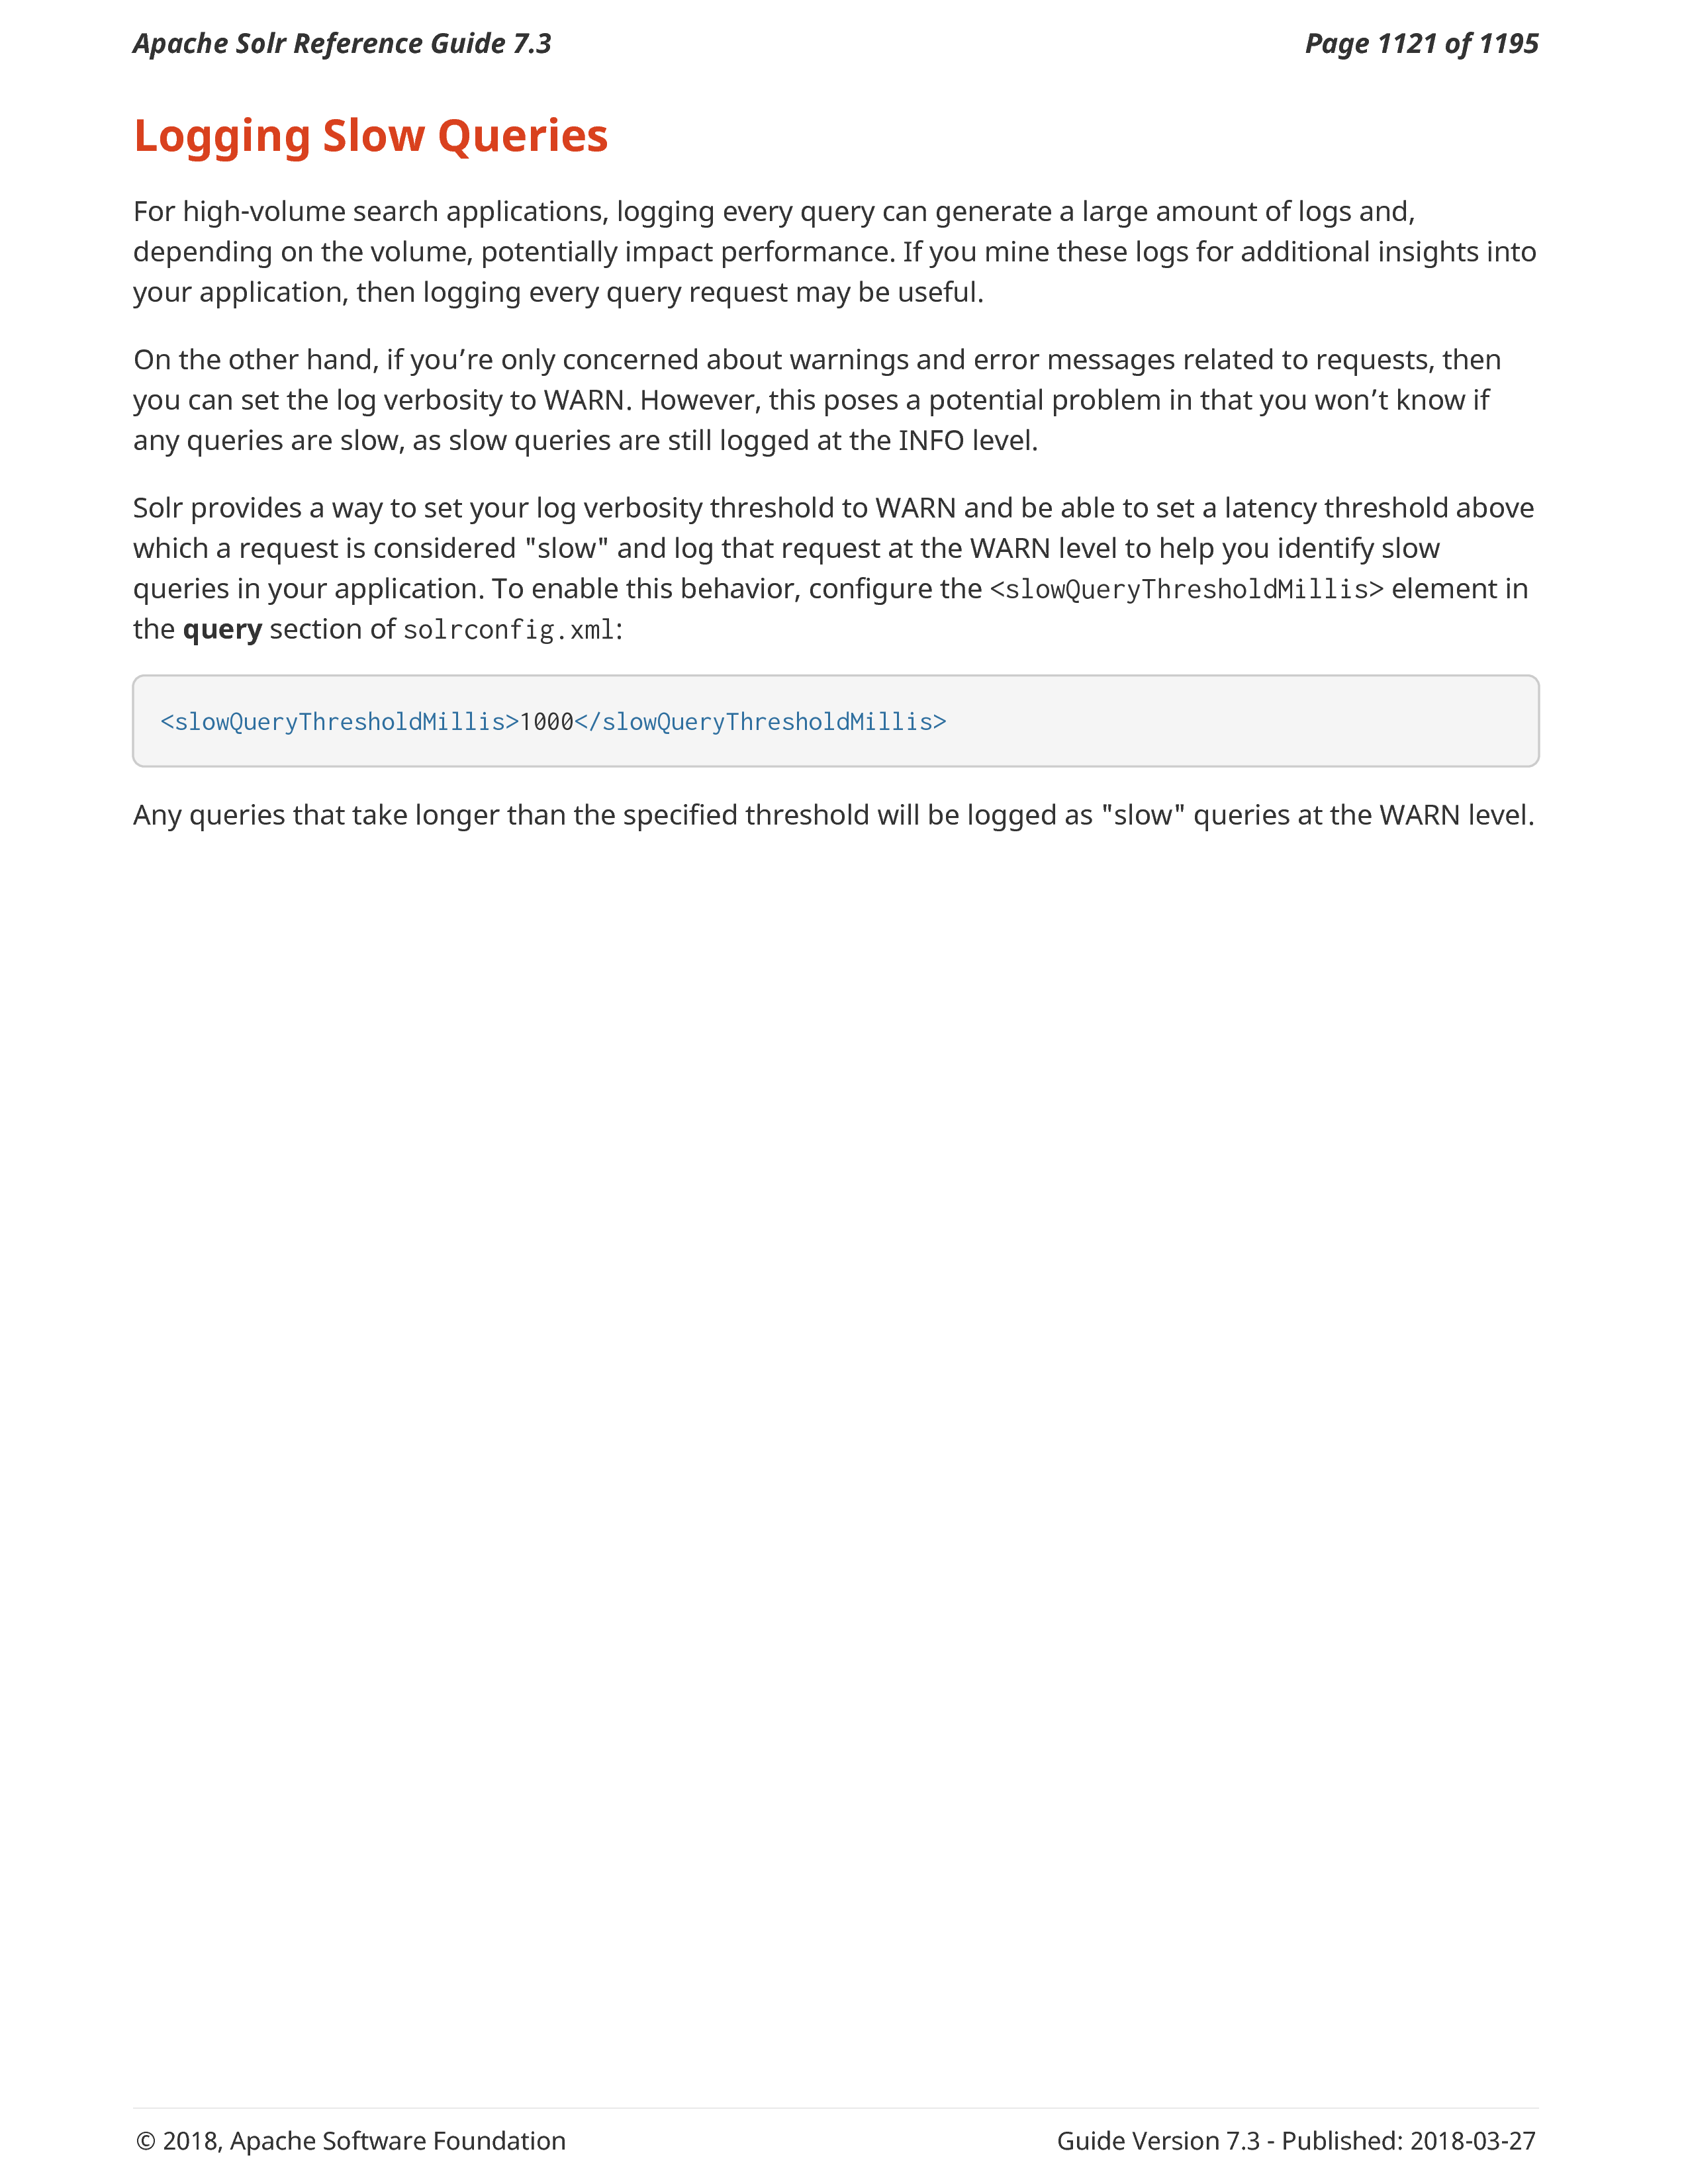 Apache Solr Reference Guide 7.3
Page 1121 of 1195
Logging Slow Queries
For high-volume search applications, logging every query can generate a large amount of logs and,
depending on the volume, potentially impact performance. If you mine these logs for additional insights into
your application, then logging every query request may be useful.
On the other hand, if you’re only concerned about warnings and error messages related to requests, then
you can set the log verbosity to WARN. However, this poses a potential problem in that you won’t know if
any queries are slow, as slow queries are still logged at the INFO level.
Solr provides a way to set your log verbosity threshold to WARN and be able to set a latency threshold above
which a request is considered "slow" and log that request at the WARN level to help you identify slow
queries in your application. To enable this behavior, configure the <slowQueryThresholdMillis> element in
the query section of solrconfig.xml:
<slowQueryThresholdMillis>1000</slowQueryThresholdMillis>
Any queries that take longer than the specified threshold will be logged as "slow" queries at the WARN level.
© 2018, Apache Software Foundation
Guide Version 7.3 - Published: 2018-03-27